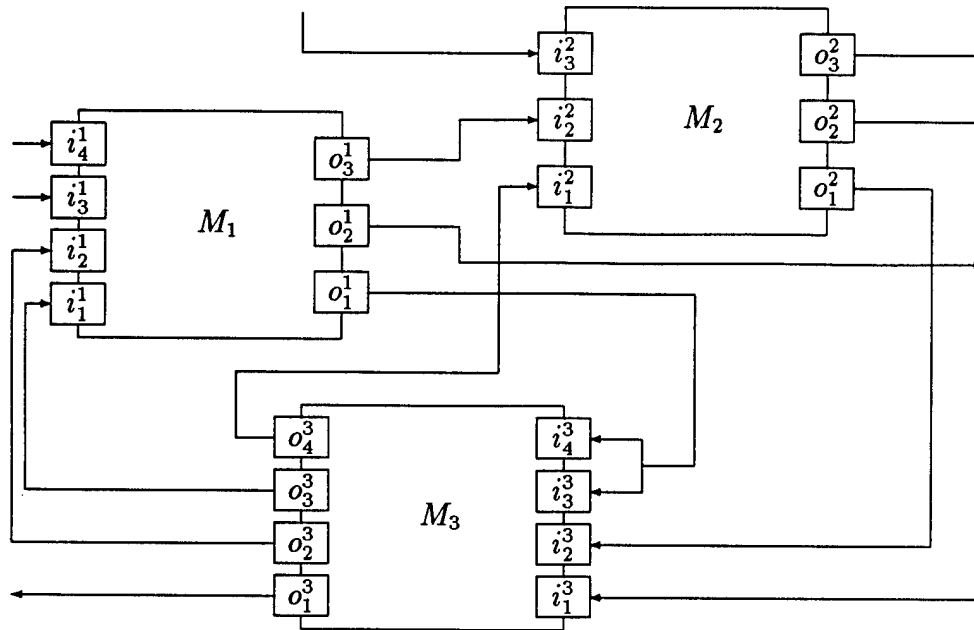 i_3^2 o_3^2
i_2^2 M_2 o_2^2
i_1^2 o_1^2
i_4^1 o_3^1
i_3^1 M_1 o_2^1
i_2^1
i_1^1 o_1^1
o_4^3 i_4^3
o_3^3 M_3 i_3^3
o_2^3 i_2^3
o_1^3 i_1^3